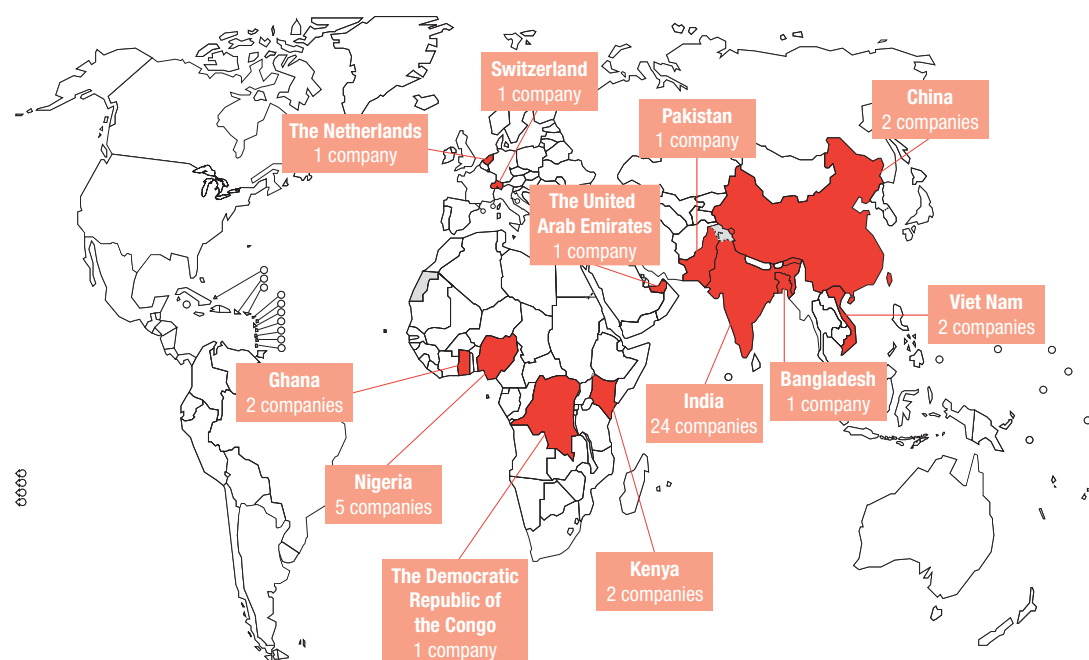 Switzerland
1 company
The Netherlands
1 company
Pakistan
1 company
China
2 companies
The United
Arab Emirates
1 company
Viet Nam
2 companies
Ghana
2 companies
India
24 companies
Bangladesh
1 company
Nigeria
5 companies
The Democratic
Republic of
the Congo
1 company
Kenya
2 companies